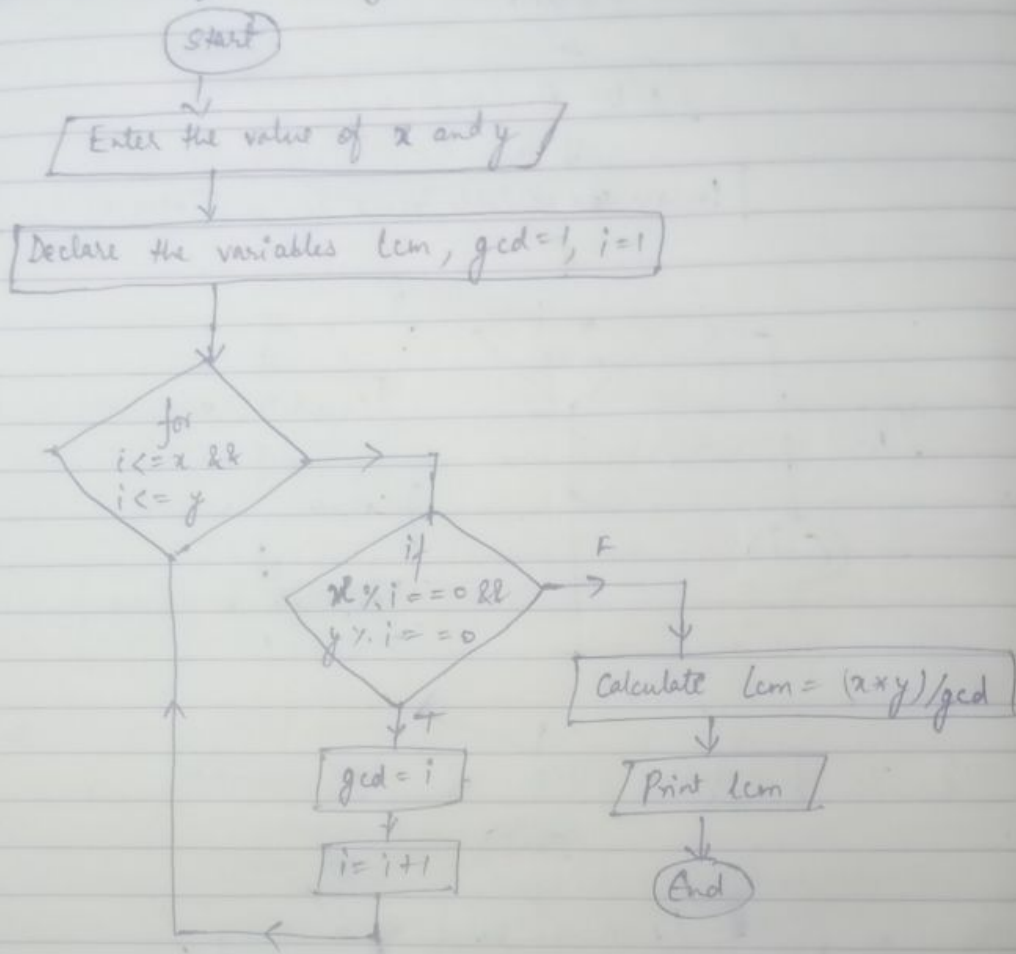 Start
Enter the value of x and y
Declare the variables lcm, gcd=1, i=1
for
i<=x &&
i<= y
if
x%i==0 &&
y%i==0
F
T
gcd = i
i= i+1
Calculate lcm = (x*y)/gcd
Print lcm
End